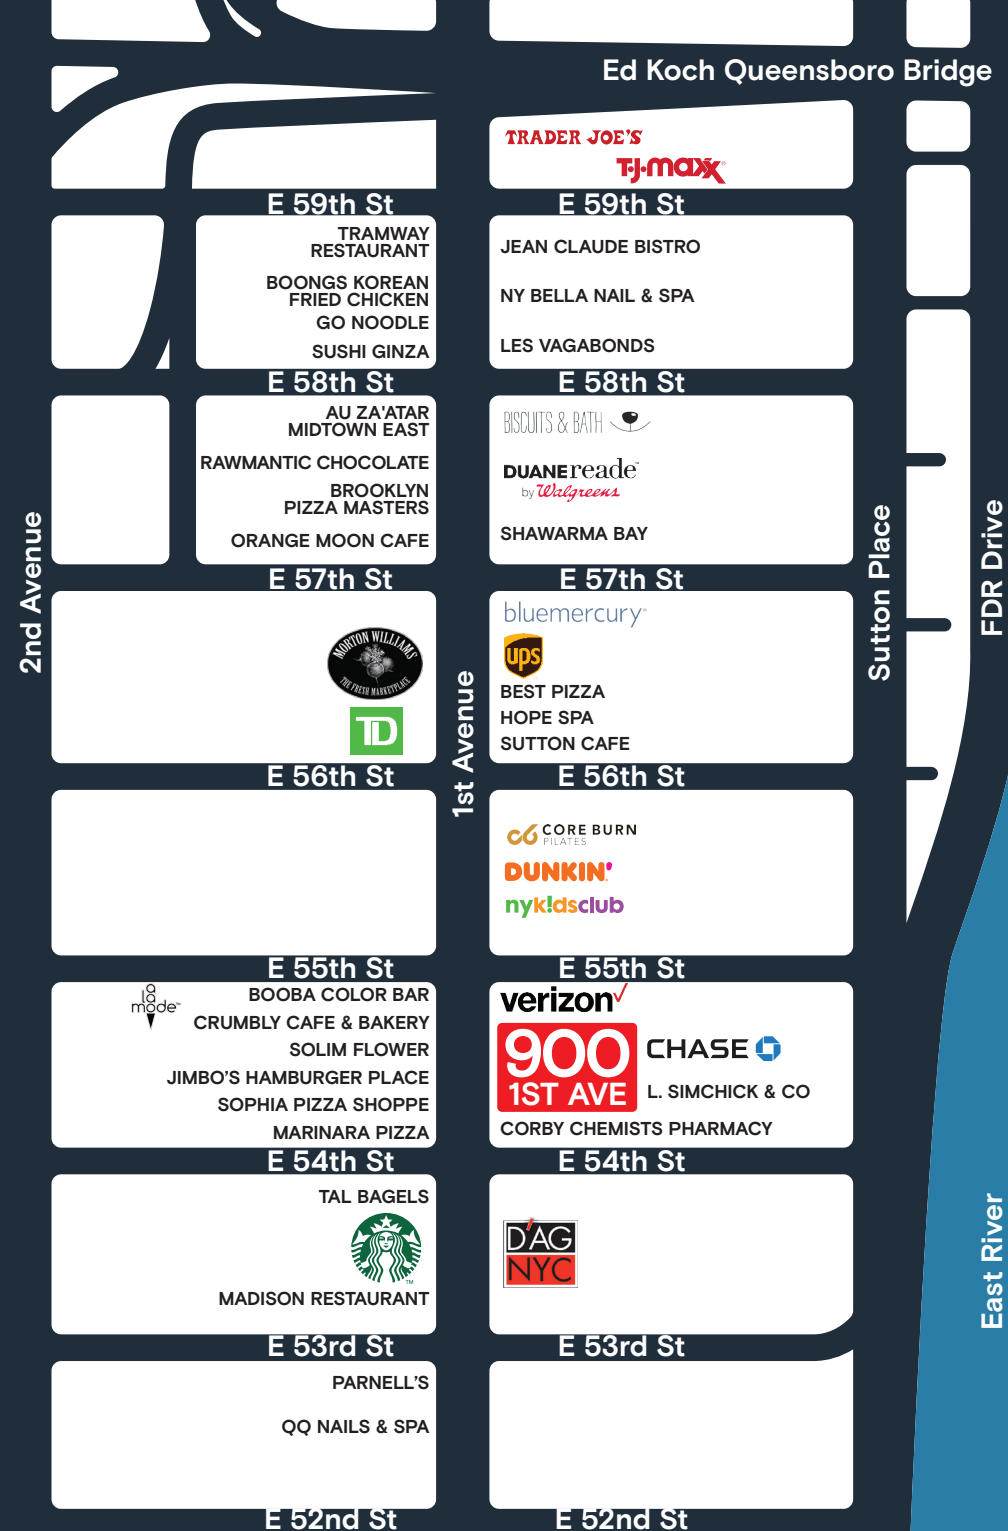 Ed Koch Queensboro Bridge
TRADER JOE'S
T.J.maxx®
E 59th St
E 59th St
TRAMWAY
RESTAURANT
BOONGS KOREAN
FRIED CHICKEN
GO NOODLE
SUSHI GINZA
JEAN CLAUDE BISTRO
NY BELLA NAIL & SPA
LES VAGABONDS
E 58th St
E 58th St
AU ZA'ATAR
MIDTOWN EAST
RAWMANTIC CHOCOLATE
BROOKLYN
PIZZA MASTERS
ORANGE MOON CAFE
BISCUITS & BATH
DUANEreade™
by Walgreens
SHAWARMA BAY
2nd Avenue
Sutton Place
FDR Drive
E 57th St
E 57th St
MORTON WILLIAMS
THE FRESH MARKETPLACE
TD
bluemercury®
ups
BEST PIZZA
HOPE SPA
SUTTON CAFE
1st Avenue
E 56th St
E 56th St
CORE BURN
PILATES
DUNKIN'
nyk!dsclub
E 55th St
E 55th St
à
la
mode™
BOOBA COLOR BAR
CRUMBLY CAFE & BAKERY
SOLIM FLOWER
JIMBO'S HAMBURGER PLACE
SOPHIA PIZZA SHOPPE
MARINARA PIZZA
verizon✓
900
1ST AVE
CHASE
L. SIMCHICK & CO
CORBY CHEMISTS PHARMACY
E 54th St
E 54th St
TAL BAGELS
TM
MADISON RESTAURANT
D'AG
NYC
East River
E 53rd St
E 53rd St
PARNELL'S
QQ NAILS & SPA
E 52nd St
E 52nd St